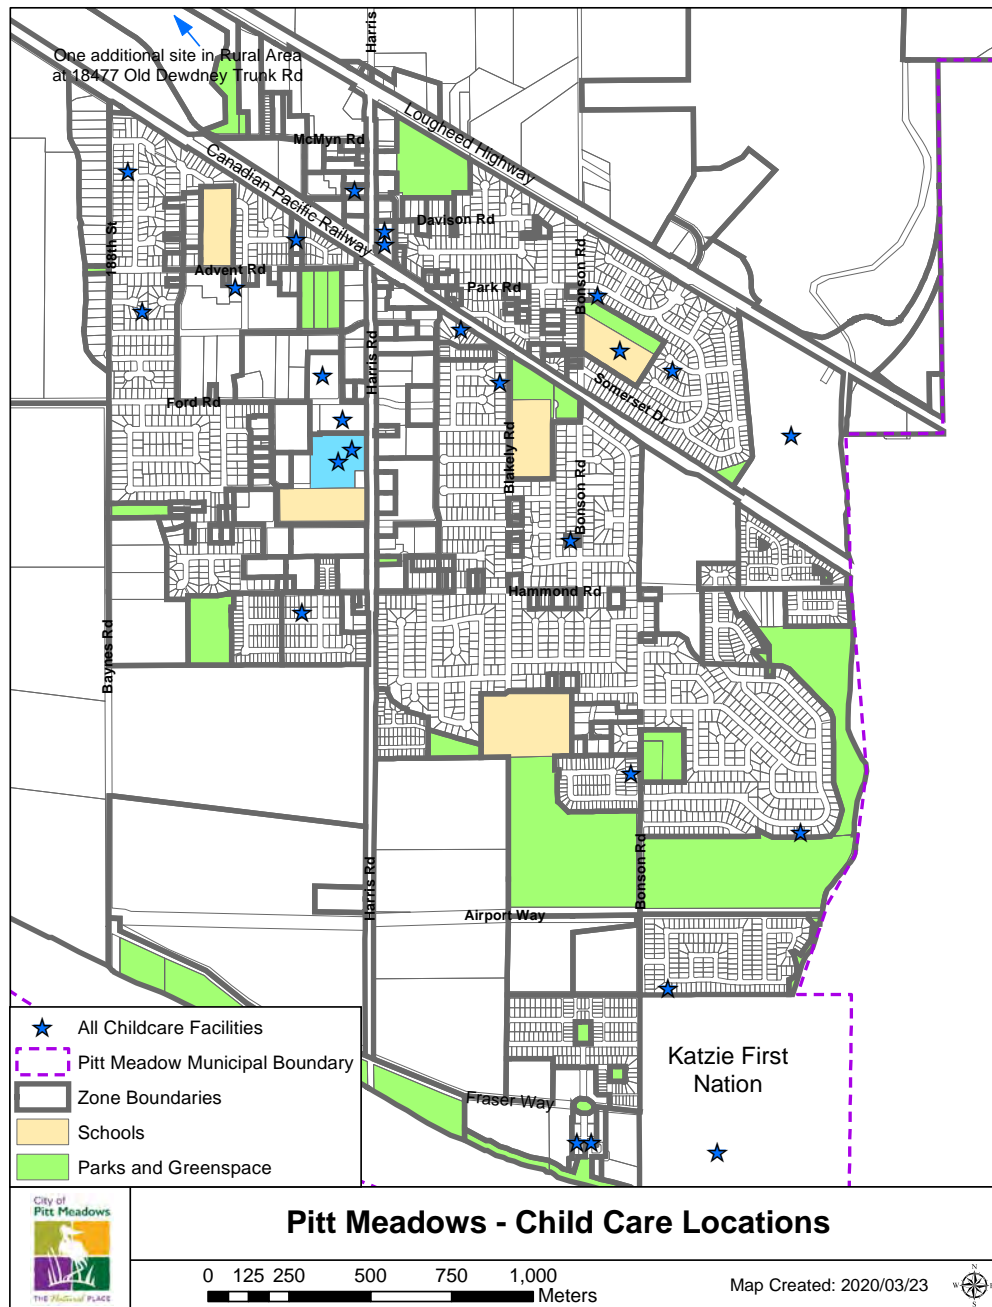 Harris
One additional site in Rural Area
at 18477 Old Dewdney Trunk Rd
Lougheed Highway
McMyn Rd
Canadian Pacific Railway
Davison Rd
188th St
Advent Rd
Bonson Rd
Park Rd
Harris Rd
Somerset Dr
Ford Rd
Blakely Rd
Bonson Rd
Hammond Rd
Baynes Rd
Bonson Rd
Harris Rd
Airport Way
Katzie First
Nation
Fraser Way
All Childcare Facilities
Pitt Meadow Municipal Boundary
Zone Boundaries
Schools
Parks and Greenspace
City of
Pitt Meadows
THE Natural PLACE
Pitt Meadows - Child Care Locations
0 125 250 500 750 1,000
Meters
Map Created: 2020/03/23
N
W E
S